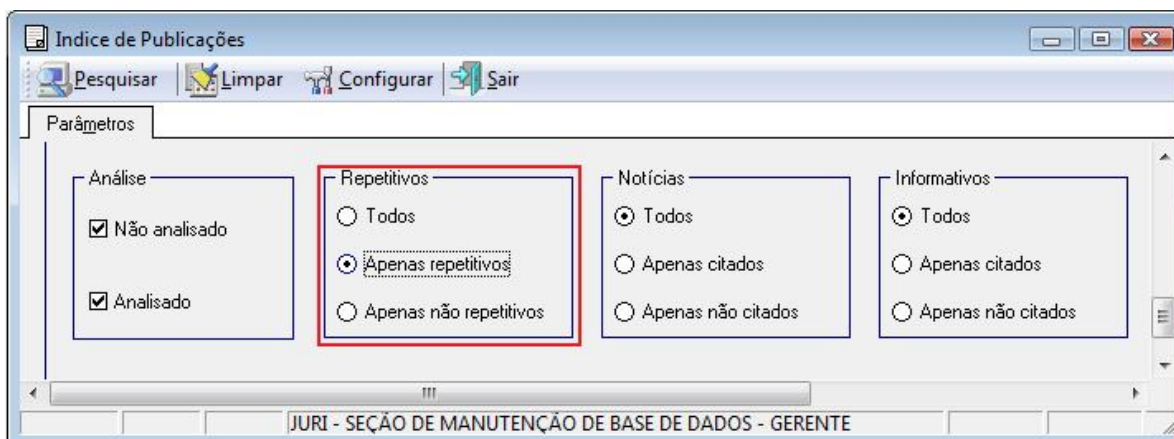 Indice de Publicações
Pesquisar Limpar Configurar Sair
Parâmetros
Análise
Não analisado
Analisado
Repetitivos
Todos
Apenas repetitivos
Apenas não repetitivos
Notícias
Todos
Apenas citados
Apenas não citados
Informativos
Todos
Apenas citados
Apenas não citados
JURI - SEÇÃO DE MANUTENÇÃO DE BASE DE DADOS - GERENTE